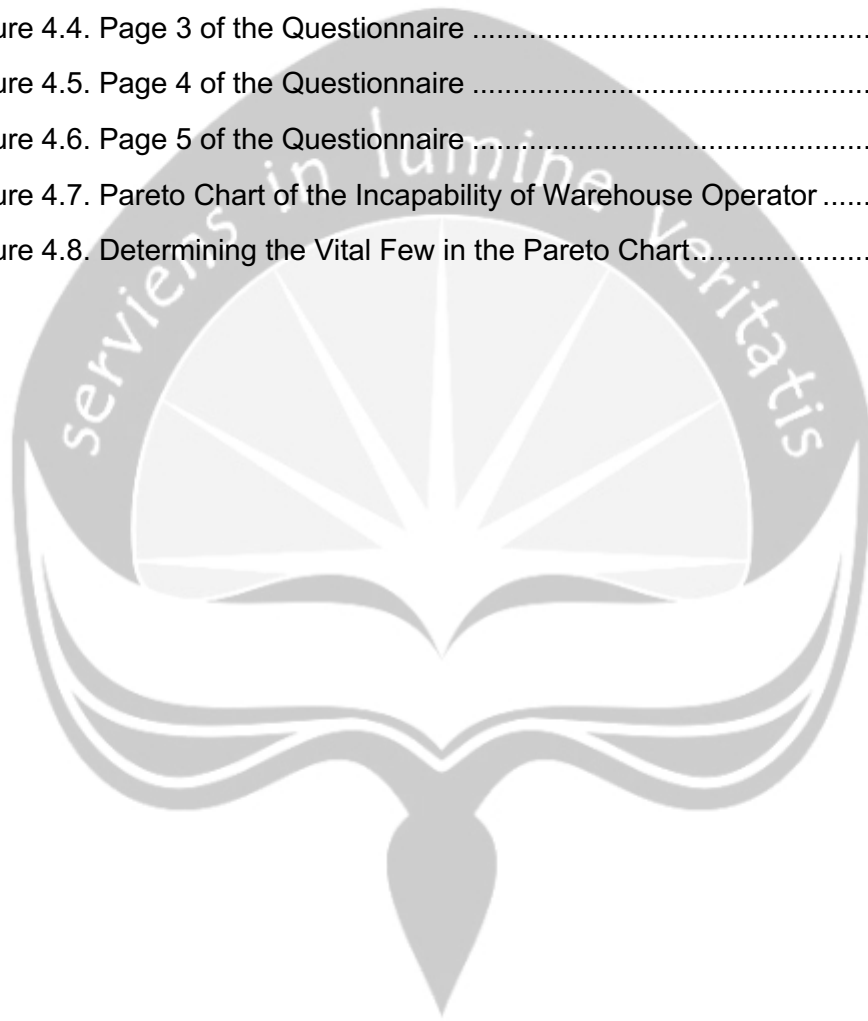 ure 4.4. Page 3 of the Questionnaire ................................................
ure 4.5. Page 4 of the Questionnaire ................................................
ure 4.6. Page 5 of the Questionnaire ................................................
ure 4.7. Pareto Chart of the Incapability of Warehouse Operator ......
ure 4.8. Determining the Vital Few in the Pareto Chart......................
serviens in lumine veritatis